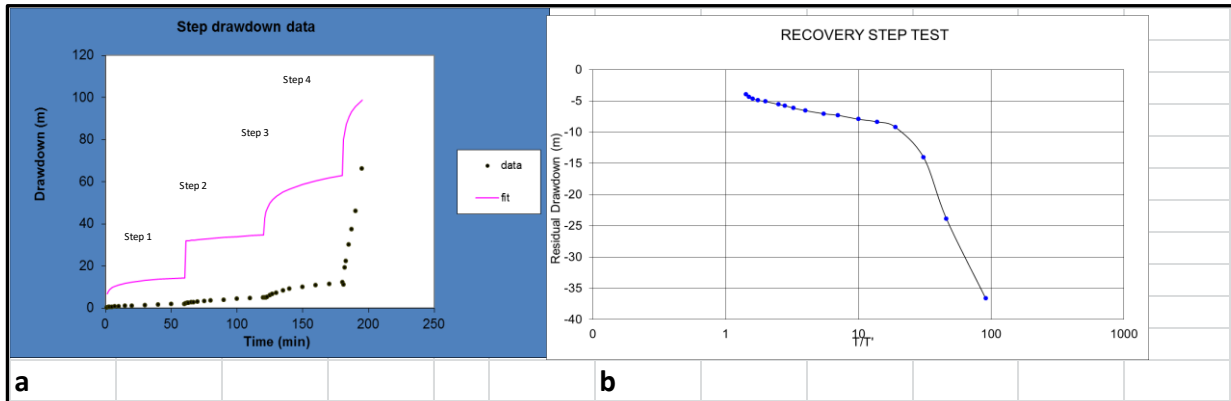 Step drawdown data
Drawdown (m)
120
100
80
60
40
20
0
Step 1
Step 2
Step 3
Step 4
0 50 100 150 200 250
Time (min)
data
fit
a
RECOVERY STEP TEST
Residual Drawdown (m)
0
-5
-10
-15
-20
-25
-30
-35
-40
0 1 10 100 1000
T/T'
b